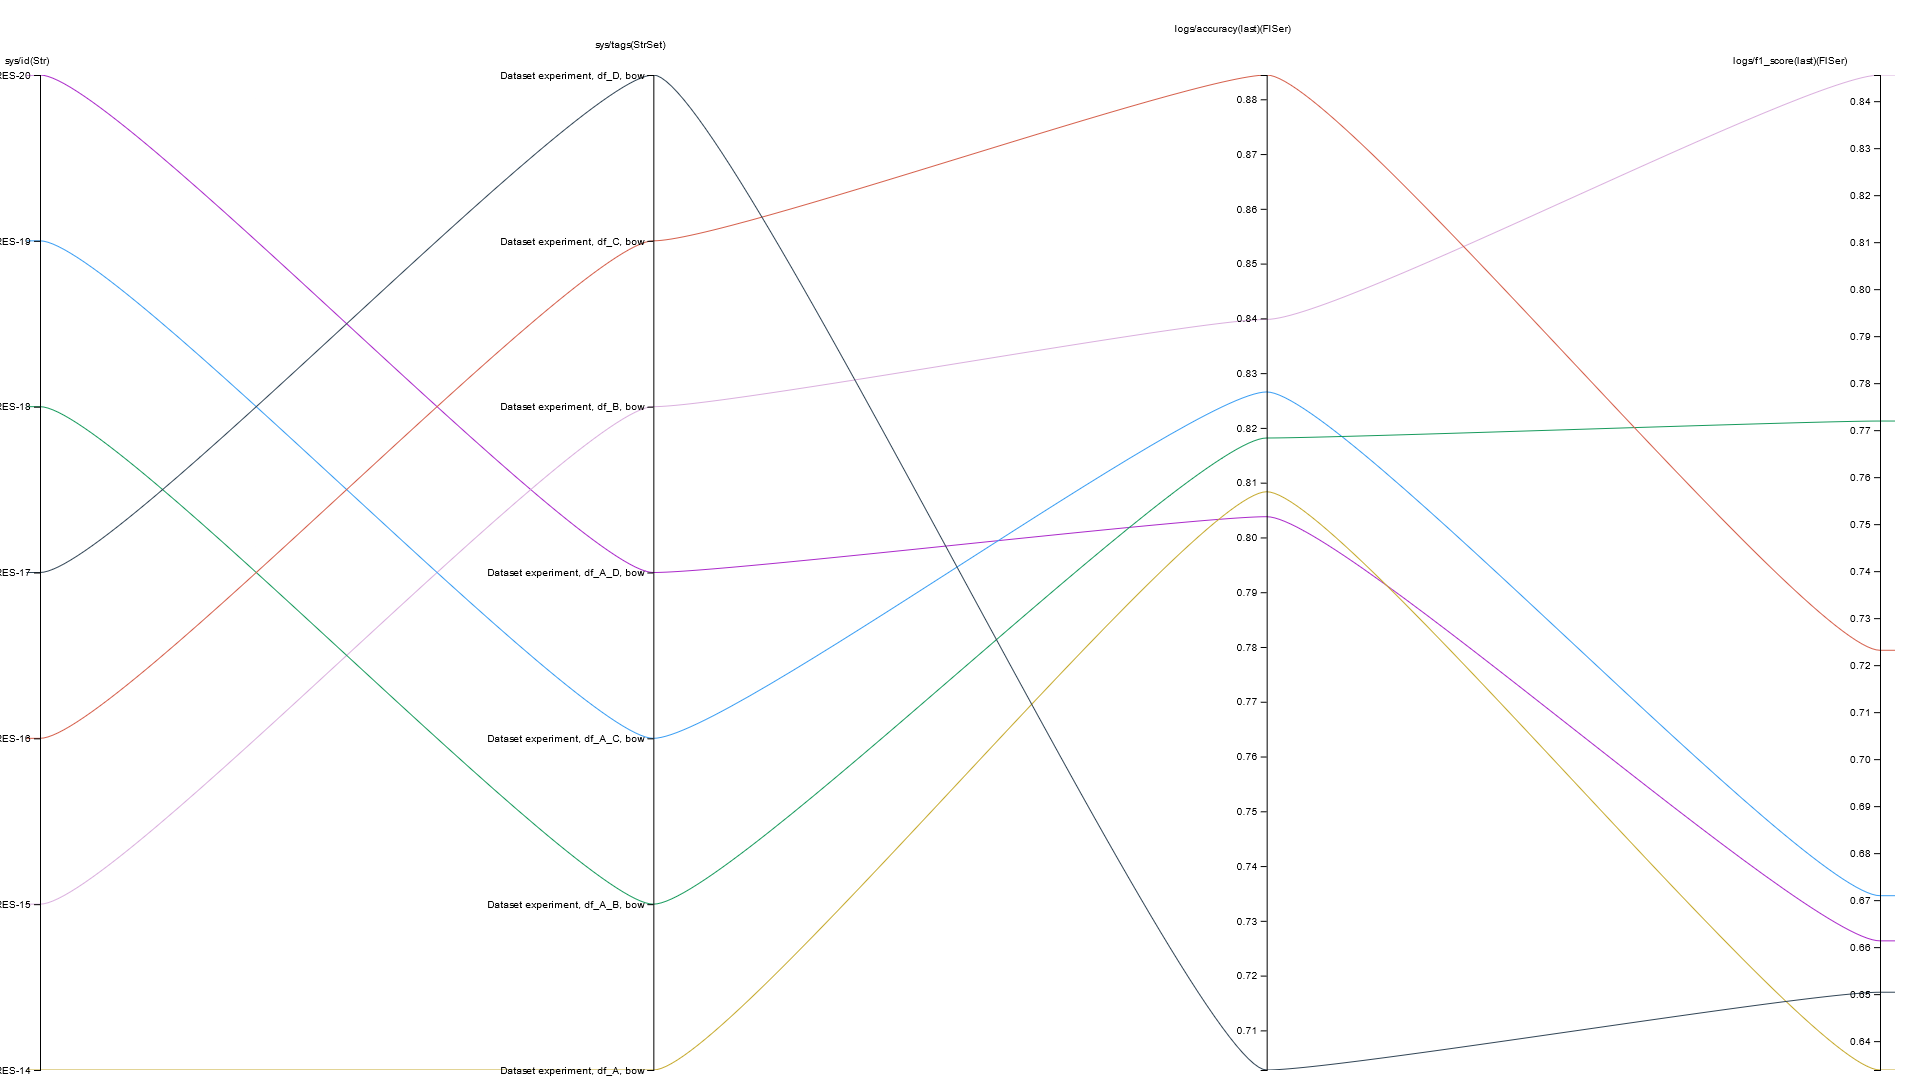 sys/id(Str)
RES-20
RES-19
RES-18
RES-17
RES-16
RES-15
RES-14
sys/tags(StrSet)
Dataset experiment, df_D, bow
Dataset experiment, df_C, bow
Dataset experiment, df_B, bow
Dataset experiment, df_A_D, bow
Dataset experiment, df_A_C, bow
Dataset experiment, df_A_B, bow
Dataset experiment, df_A, bow
logs/accuracy(last)(FlSer)
0.88
0.87
0.86
0.85
0.84
0.83
0.82
0.81
0.80
0.79
0.78
0.77
0.76
0.75
0.74
0.73
0.72
0.71
logs/f1_score(last)(FlSer)
0.84
0.83
0.82
0.81
0.80
0.79
0.78
0.77
0.76
0.75
0.74
0.73
0.72
0.71
0.70
0.69
0.68
0.67
0.66
0.65
0.64